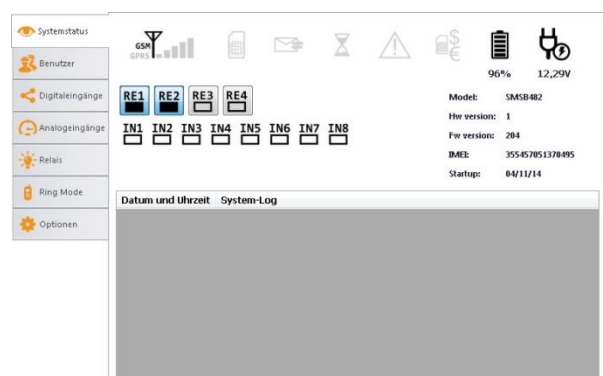 Systemstatus
Benutzer
Digitaleingänge
Analogeingänge
Relais
Ring Mode
Optionen
GSM
GPRS
$
€
96%
12,29V
RE1 RE2 RE3 RE4
IN1 IN2 IN3 IN4 IN5 IN6 IN7 IN8
Model: SMSB482
Hw version: 1
Fw version: 204
IMEI: 355457051370495
Startup: 04/11/14
Datum und Uhrzeit System-Log